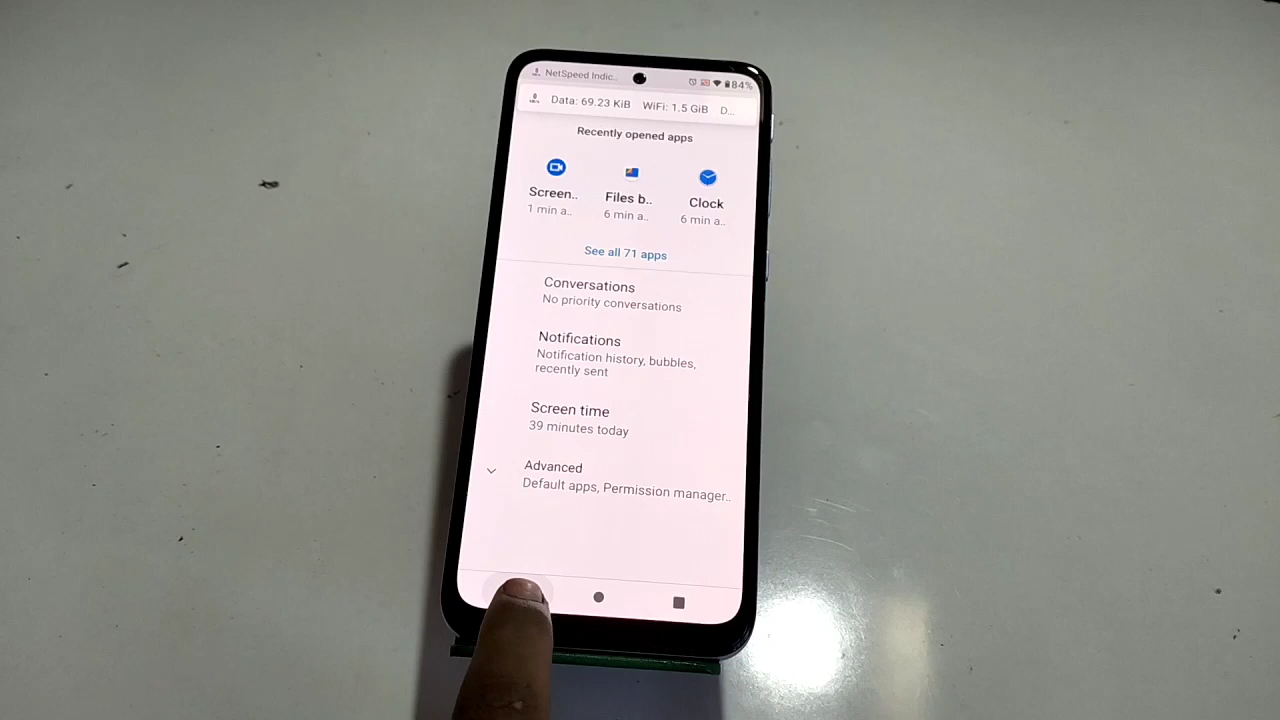 NetSpeed Indic.. 84%
Data: 69.23 KiB WiFi: 1.5 GiB D...
Recently opened apps
Screen.. Files b.. Clock
1 min a.. 6 min a.. 6 min a..
See all 71 apps
Conversations
No priority conversations
Notifications
Notification history, bubbles,
recently sent
Screen time
39 minutes today
Advanced
Default apps, Permission manager..